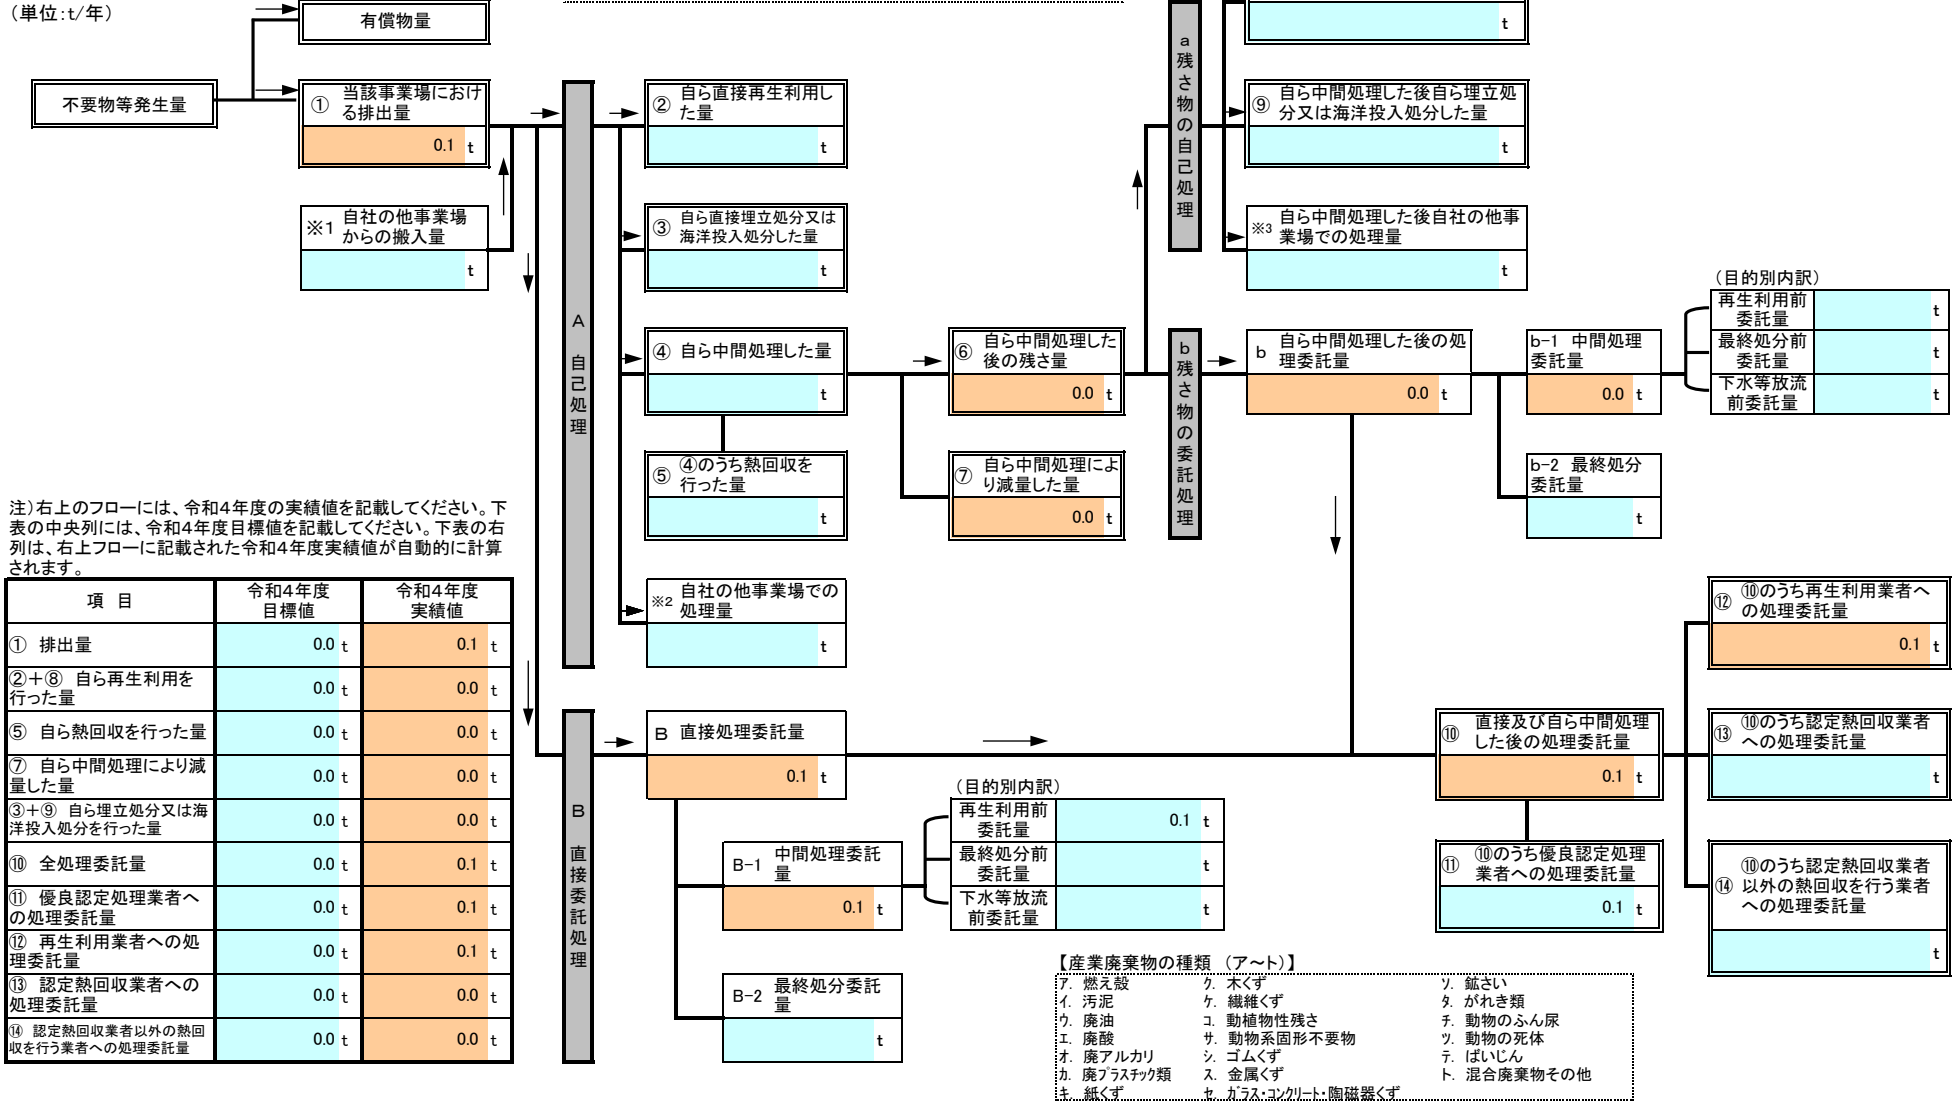 （単位:ｔ/年）
有償物量
不要物等発生量
① 当該事業場におけ
る排出量
0.1 t
※1 自社の他事業場
からの搬入量
t
A 自己処理
② 自ら直接再生利用し
た量
t
③ 自ら直接埋立処分又は
海洋投入処分した量
t
④ 自ら中間処理した量
t
⑤ ④のうち熱回収を
行った量
t
※2 自社の他事業場での
処理量
t
⑥ 自ら中間処理した
後の残さ量
0.0 t
⑦ 自ら中間処理によ
り減量した量
0.0 t
a 残さ物の自己処理
t
⑨ 自ら中間処理した後自ら埋立処
分又は海洋投入処分した量
t
※3 自ら中間処理した後自社の他事
業場での処理量
t
b 残さ物の委託処理
b 自ら中間処理した後の処
理委託量
0.0 t
b-1 中間処理
委託量
0.0 t
b-2 最終処分
委託量
t
（目的別内訳）
再生利用前
委託量 t
最終処分前
委託量 t
下水等放流
前委託量 t
注）右上のフローには、令和4年度の実績値を記載してください。下
表の中央列には、令和4年度目標値を記載してください。下表の右
列は、右上フローに記載された令和4年度実績値が自動的に計算
されます。
項 目 令和4年度 令和4年度
目標値 実績値
① 排出量 0.0 t 0.1 t
②＋⑧ 自ら再生利用を
行った量 0.0 t 0.0 t
⑤ 自ら熱回収を行った量 0.0 t 0.0 t
⑦ 自ら中間処理により減
量した量 0.0 t 0.0 t
③＋⑨ 自ら埋立処分又は海
洋投入処分を行った量 0.0 t 0.0 t
⑩ 全処理委託量 0.0 t 0.1 t
⑪ 優良認定処理業者へ
の処理委託量 0.0 t 0.1 t
⑫ 再生利用業者への処
理委託量 0.0 t 0.1 t
⑬ 認定熱回収業者への
処理委託量 0.0 t 0.0 t
⑭ 認定熱回収業者以外の熱回
収を行う業者への処理委託量 0.0 t 0.0 t
B 直接委託処理
B 直接処理委託量
0.1 t
B-1 中間処理委託
量
0.1 t
B-2 最終処分委託
量
t
（目的別内訳）
再生利用前
委託量 0.1 t
最終処分前
委託量 t
下水等放流
前委託量 t
⑩ 直接及び自ら中間処理
した後の処理委託量
0.1 t
⑪ ⑩のうち優良認定処理
業者への処理委託量
0.1 t
⑫ ⑩のうち再生利用業者へ
の処理委託量
0.1 t
⑬ ⑩のうち認定熱回収業者
への処理委託量
t
⑭ ⑩のうち認定熱回収業者
以外の熱回収を行う業者
への処理委託量
t
【産業廃棄物の種類 （ア～ト）】
ア. 燃え殻 ク. 木くず ソ. 鉱さい
イ. 汚泥 ケ. 繊維くず タ. がれき類
ウ. 廃油 コ. 動植物性残さ チ. 動物のふん尿
エ. 廃酸 サ. 動物系固形不要物 ツ. 動物の死体
オ. 廃アルカリ シ. ゴムくず テ. ばいじん
カ. 廃プラスチック類 ス. 金属くず ト. 混合廃棄物その他
キ. 紙くず セ. ガラス・コンクリート・陶磁器くず